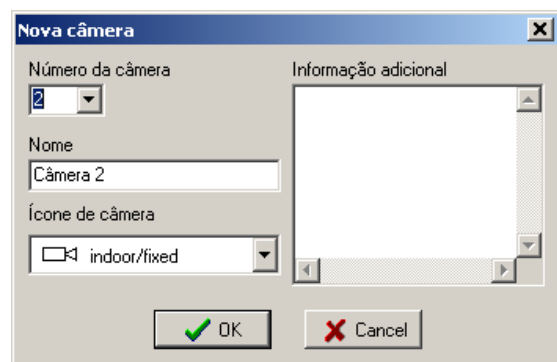 Nova câmera
Número da câmera
2
Nome
Câmera 2
Ícone de câmera
indoor/fixed
Informação adicional
OK
Cancel